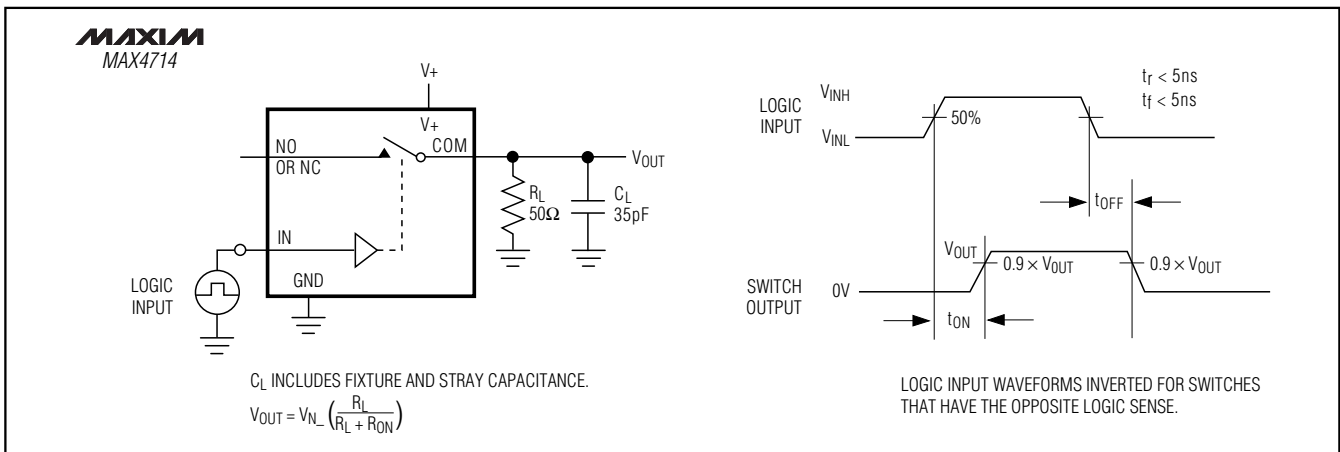 MAXIM
MAX4714
V+
V+
NO
OR NC
COM
VOUT
RL
50Ω
CL
35pF
IN
GND
LOGIC
INPUT
CL INCLUDES FIXTURE AND STRAY CAPACITANCE.
VOUT = VN_ (RL / RL + RON)
LOGIC
INPUT
VINH
VINL
50%
tr < 5ns
tf < 5ns
tOFF
VOUT
0.9 × VOUT
0.9 × VOUT
SWITCH
OUTPUT
0V
tON
LOGIC INPUT WAVEFORMS INVERTED FOR SWITCHES
THAT HAVE THE OPPOSITE LOGIC SENSE.